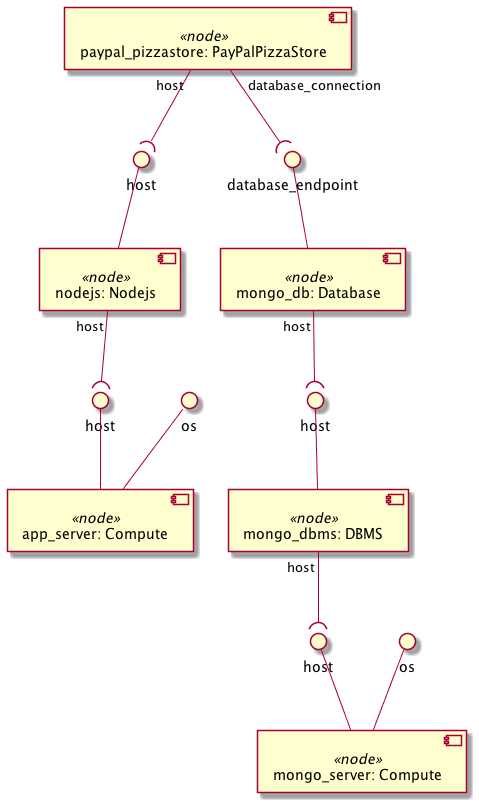 «node»
paypal_pizzastore: PayPalPizzaStore
host
database_connection
host
database_endpoint
«node»
nodejs: Nodejs
«node»
mongo_db: Database
host
host
host
os
host
«node»
app_server: Compute
«node»
mongo_dbms: DBMS
host
host
os
«node»
mongo_server: Compute